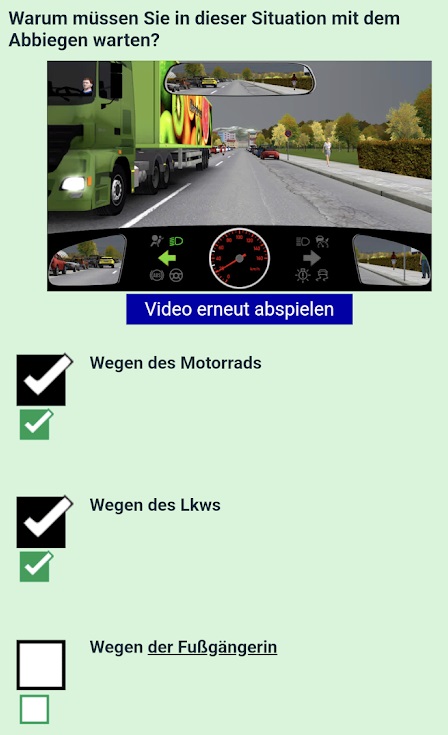 Warum müssen Sie in dieser Situation mit dem
Abbiegen warten?
Video erneut abspielen
Wegen des Motorrads
Wegen des Lkws
Wegen der Fußgängerin